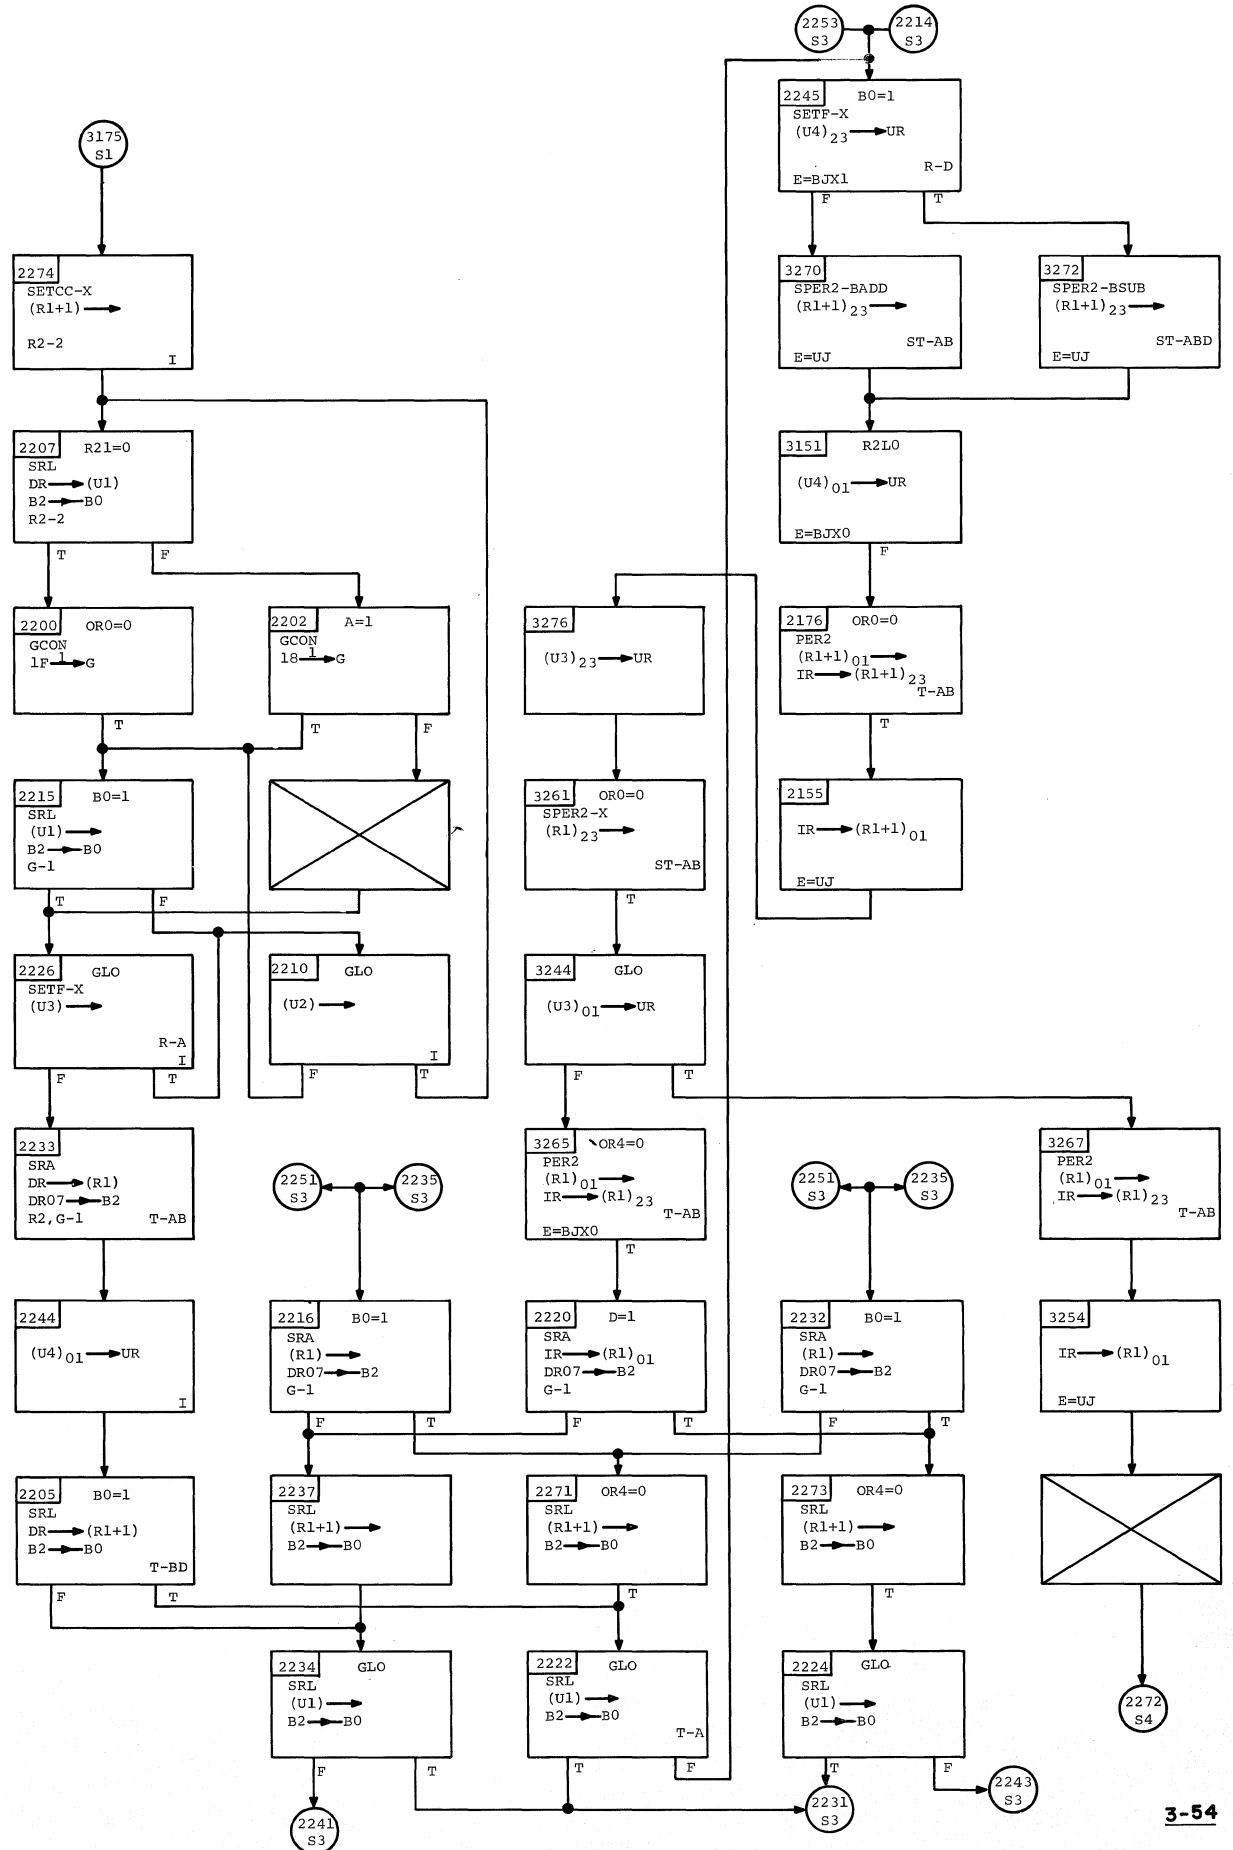 2253
S3
2214
S3
2245 B0=1
SETF-X
(U4)23 UR
R-D
E=BJX1
F T
3175
S1
2274
SETCC-X
(R1+1)
R2-2
I
3270
SPER2-BADD
(R1+1)23
ST-AB
E=UJ
3272
SPER2-BSUB
(R1+1)23
ST-ABD
E=UJ
2207 R21=0
SRL
DR (U1)
B2 B0
R2-2
T F
3151 R2L0
(U4)01 UR
E=BJX0
F
2200 OR0=0
GCON
1F 1 G
T
2202 A=1
GCON
18 1 G
T F
3276
(U3)23 UR
2176 OR0=0
PER2
(R1+1)01
IR (R1+1)23
T-AB
T
2215 B0=1
SRL
(U1)
B2 B0
G-1
T F
3261 OR0=0
SPER2-X
(R1)23
ST-AB
T
2155
IR (R1+1)01
E=UJ
2226 GLO
SETF-X
(U3)
R-A
I
F T
2210 GLO
(U2)
I
F T
3244 GLO
(U3)01 UR
F T
2233
SRA
DR (R1)
DR07 B2
R2,G-1 T-AB
2251
S3
2235
S3
3265 OR4=0
PER2
(R1)01
IR (R1)23
T-AB
E=BJX0
T
2251
S3
2235
S3
3267
PER2
(R1)01
IR (R1)23
T-AB
2244
(U4)01 UR
I
2216 B0=1
SRA
(R1)
DR07 B2
G-1
F T
2220 D=1
SRA
IR (R1)01
DR07 B2
G-1
F T
2232 B0=1
SRA
(R1)
DR07 B2
G-1
F T
3254
IR (R1)01
E=UJ
2205 B0=1
SRL
DR (R1+1)
B2 B0
T-BD
F T
2237
SRL
(R1+1)
B2 B0
2271 OR4=0
SRL
(R1+1)
B2 B0
T
2273 OR4=0
SRL
(R1+1)
B2 B0
T
2234 GLO
SRL
(U1)
B2 B0
F T
2222 GLO
SRL
(U1)
B2 B0
T-A
T F
2224 GLO
SRL
(U1)
B2 B0
T F
2272
S4
2241
S3
2231
S3
2243
S3
3-54